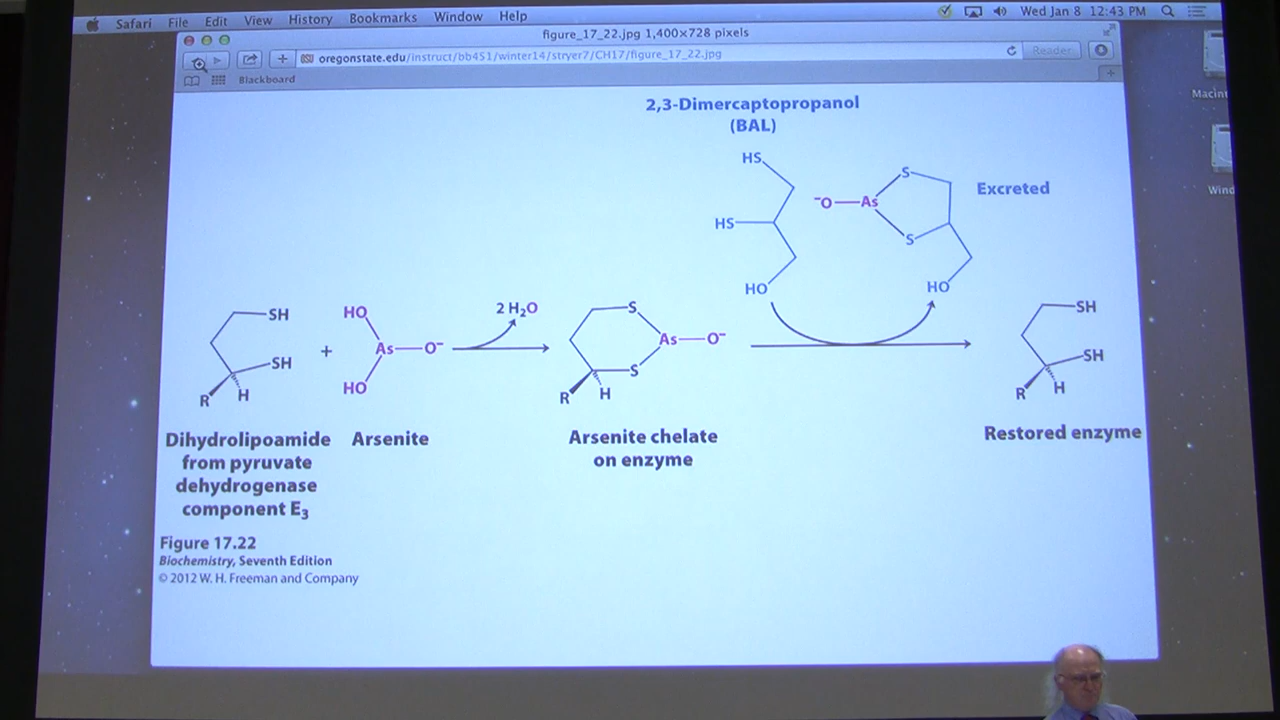 Safari File Edit View History Bookmarks Window Help Wed Jan 8 12:43 PM
figure_17_22.jpg 1,400×728 pixels
oregonstate.edu/instruct/bb451/winter14/stryer7/CH17/figure_17_22.jpg Reader
Blackboard
Macint
Wind
2,3-Dimercaptopropanol
(BAL)
HS
HS
HO
⁻O—As
S
S
HO
Excreted
SH
SH
R
H
+
HO
As—O⁻
HO
2 H₂O
S
As—O⁻
S
R
H
SH
SH
R
H
Dihydrolipoamide
from pyruvate
dehydrogenase
component E₃
Arsenite
Arsenite chelate
on enzyme
Restored enzyme
Figure 17.22
Biochemistry, Seventh Edition
© 2012 W. H. Freeman and Company